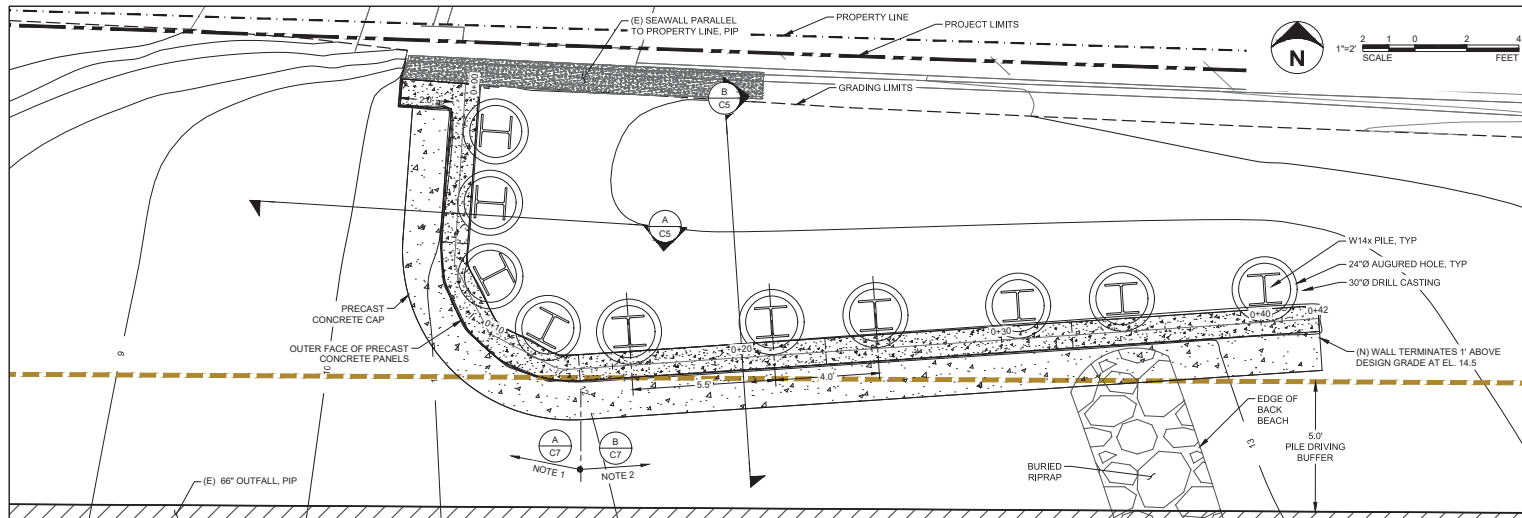 (E) SEAWALL PARALLEL
TO PROPERTY LINE, PIP
PROPERTY LINE
PROJECT LIMITS
N
2 1 0 2 4
1"=2'
SCALE
FEET
GRADING LIMITS
B
C5
0+00
2.0'
A
C5
W14x PILE, TYP
24"Ø AUGURED HOLE, TYP
30"Ø DRILL CASTING
PRECAST
CONCRETE CAP
OUTER FACE OF PRECAST
CONCRETE PANELS
0+10
0+20
0+30
0+40
0+42
(N) WALL TERMINATES 1' ABOVE
DESIGN GRADE AT EL. 14.5
9
10
5.5'
4.0'
12
13
EDGE OF
BACK
BEACH
5.0'
PILE DRIVING
BUFFER
A
C7
B
C7
NOTE 1
NOTE 2
BURIED
RIPRAP
(E) 66" OUTFALL, PIP